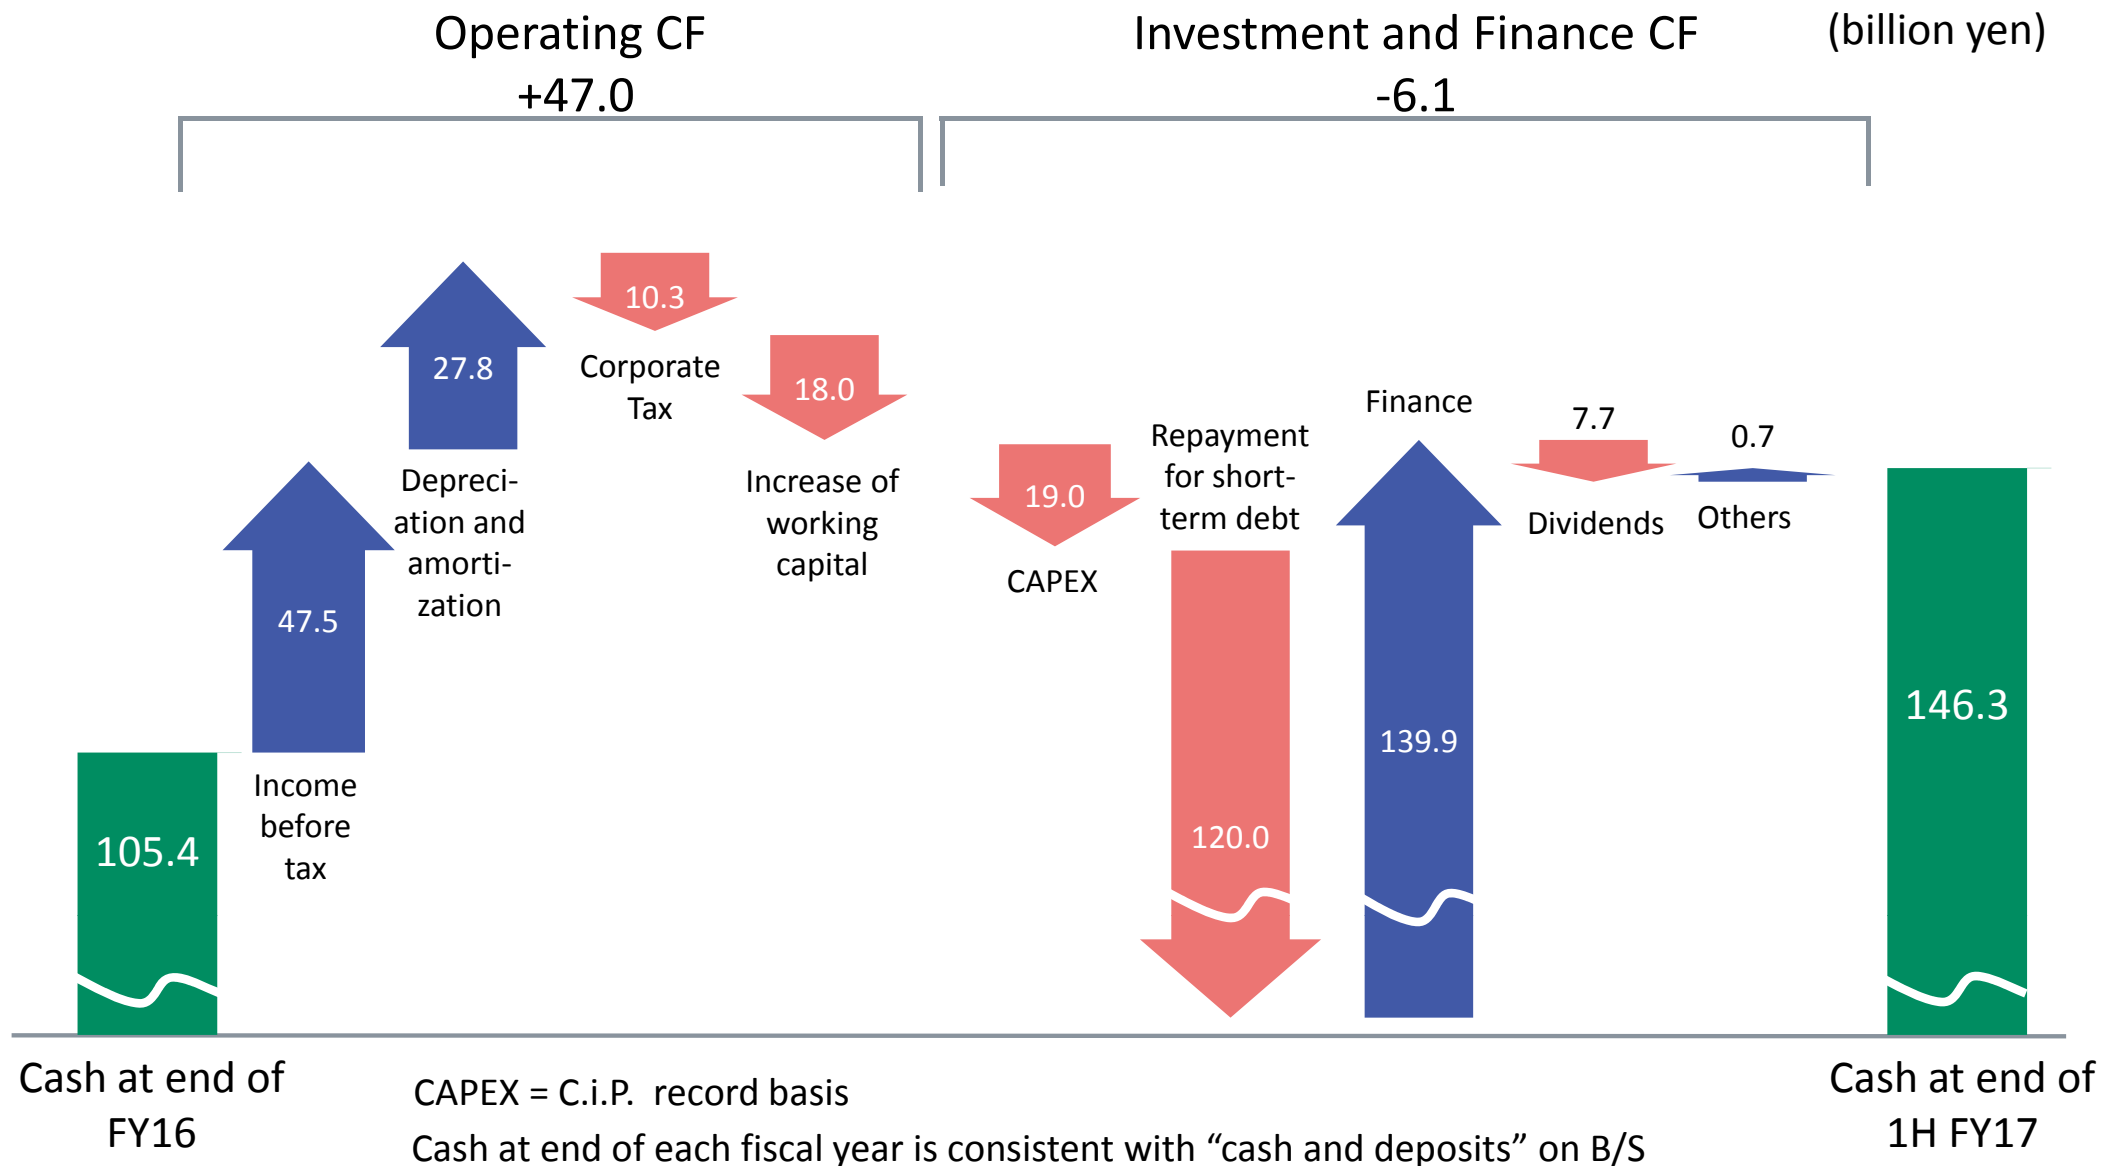 Operating CF
+47.0
Investment and Finance CF
-6.1
(billion yen)
105.4
Cash at end of
FY16
47.5
Income
before
tax
27.8
Depreci-
ation and
amorti-
zation
10.3
Corporate
Tax
18.0
Increase of
working
capital
19.0
CAPEX
Repayment
for short-
term debt
120.0
Finance
139.9
7.7
Dividends
0.7
Others
146.3
Cash at end of
1H FY17
CAPEX = C.i.P. record basis
Cash at end of each fiscal year is consistent with “cash and deposits” on B/S